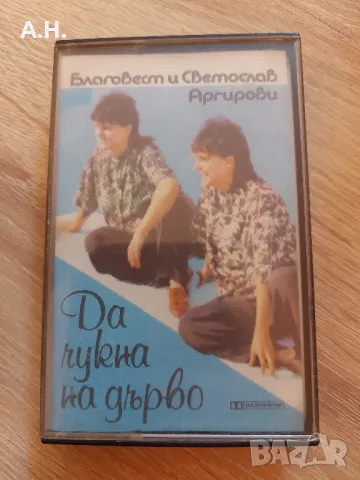 A.H.
Благовест и Светослав
Аргирови
Да
чукна
на дърво
BAZAR